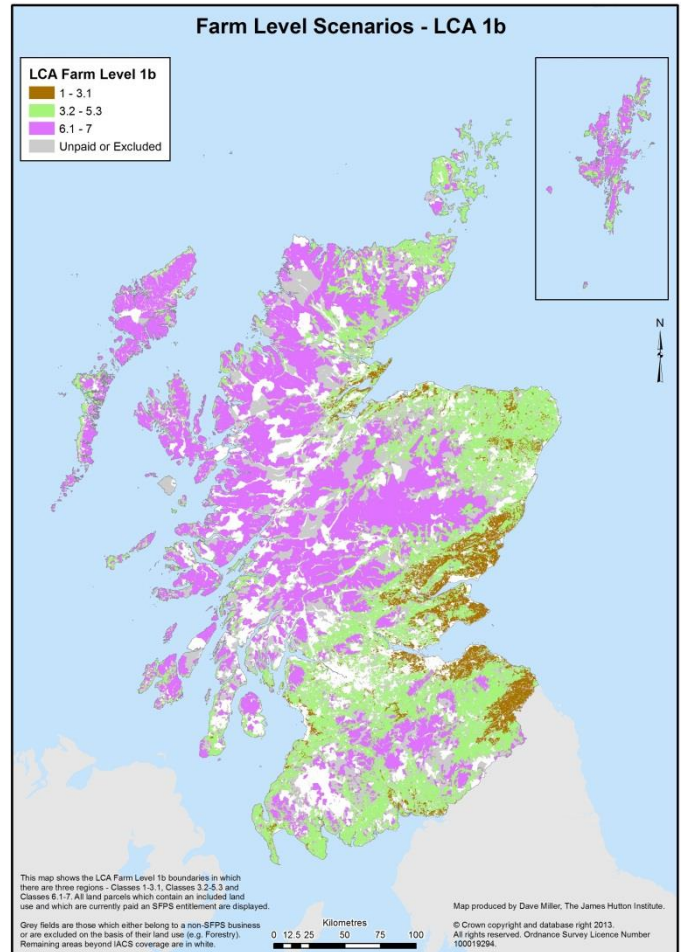 Farm Level Scenarios - LCA 1b
LCA Farm Level 1b
1 - 3.1
3.2 - 5.3
6.1 - 7
Unpaid or Excluded
N
This map shows the LCA Farm Level 1b boundaries in which
there are three regions - Classes 1-3.1, Classes 3.2-5.3 and
Classes 6.1-7. All land parcels which contain an included land
use and which are currently paid an SFPS entitlement are displayed.
Grey fields are those which either belong to a non-SFPS business
or are excluded on the basis of their land use (e.g. Forestry).
Remaining areas beyond IACS coverage are in white.
Kilometres
0 12.5 25 50 75 100
Map produced by Dave Miller, The James Hutton Institute.
© Crown copyright and database right 2013.
All rights reserved. Ordnance Survey Licence Number
100019294.